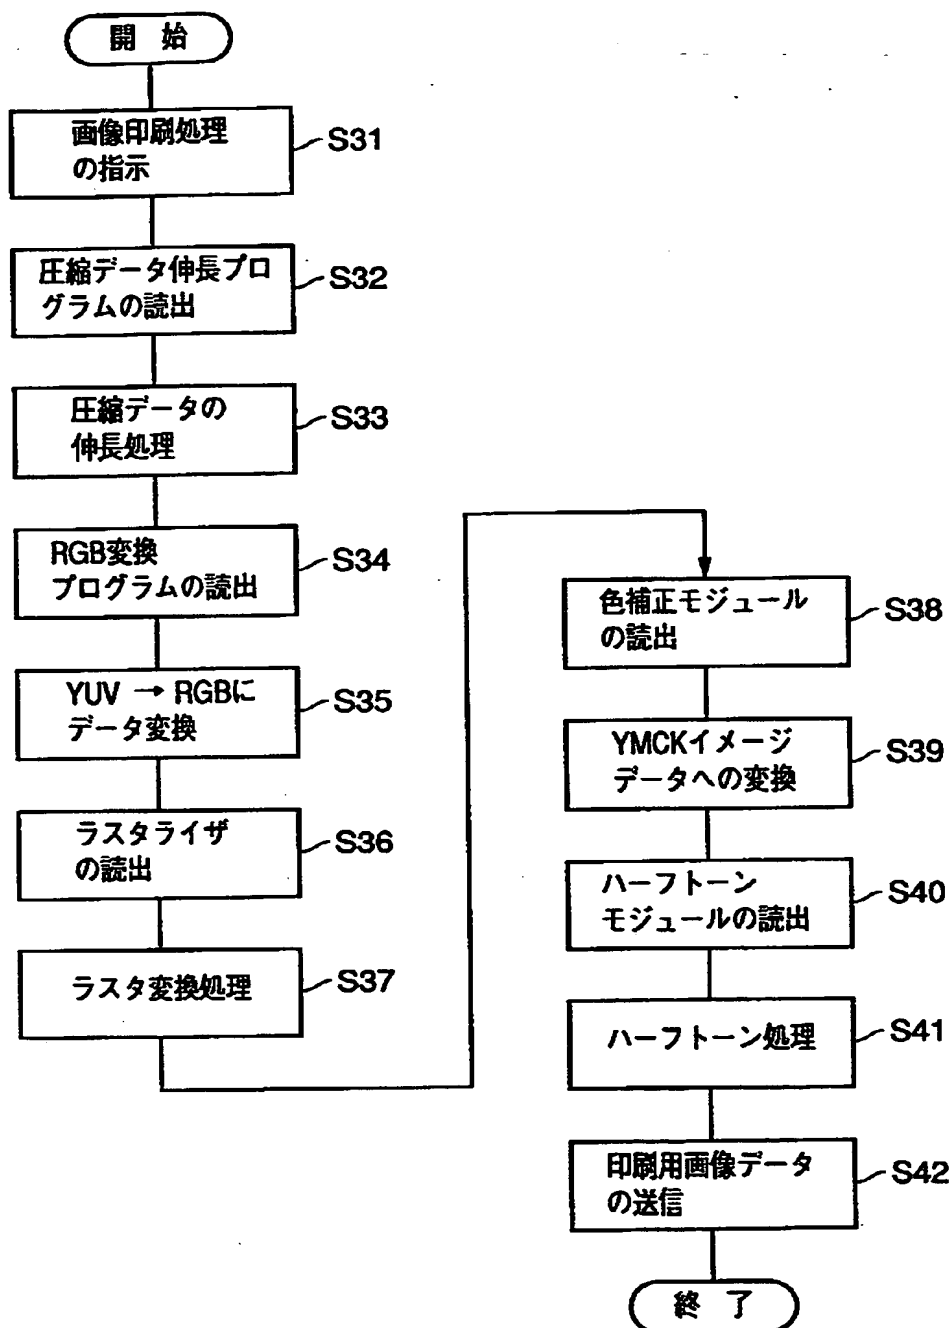 開 始
画像印刷処理
の指示
S31
圧縮データ伸長プロ
グラムの読出
S32
圧縮データの
伸長処理
S33
RGB変換
プログラムの読出
S34
YUV → RGBに
データ変換
S35
ラスタライザ
の読出
S36
ラスタ変換処理
S37
色補正モジュール
の読出
S38
YMCKイメージ
データへの変換
S39
ハーフトーン
モジュールの読出
S40
ハーフトーン処理
S41
印刷用画像データ
の送信
S42
終 了